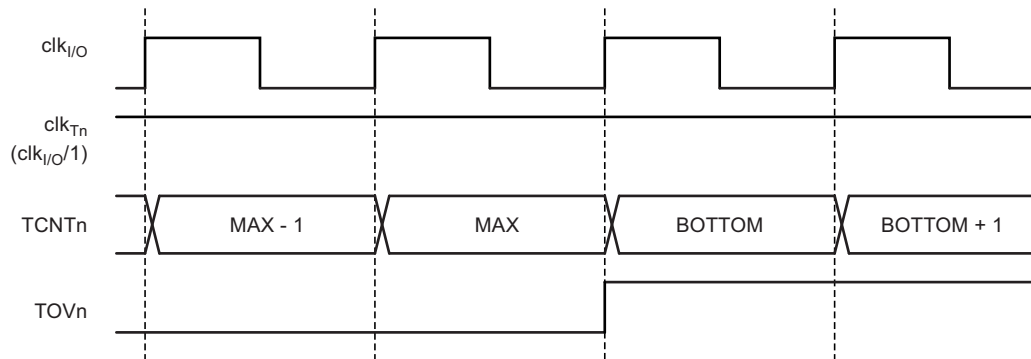 clkI/O
clkTn
(clkI/O/1)
TCNTn MAX - 1 MAX BOTTOM BOTTOM + 1
TOVn